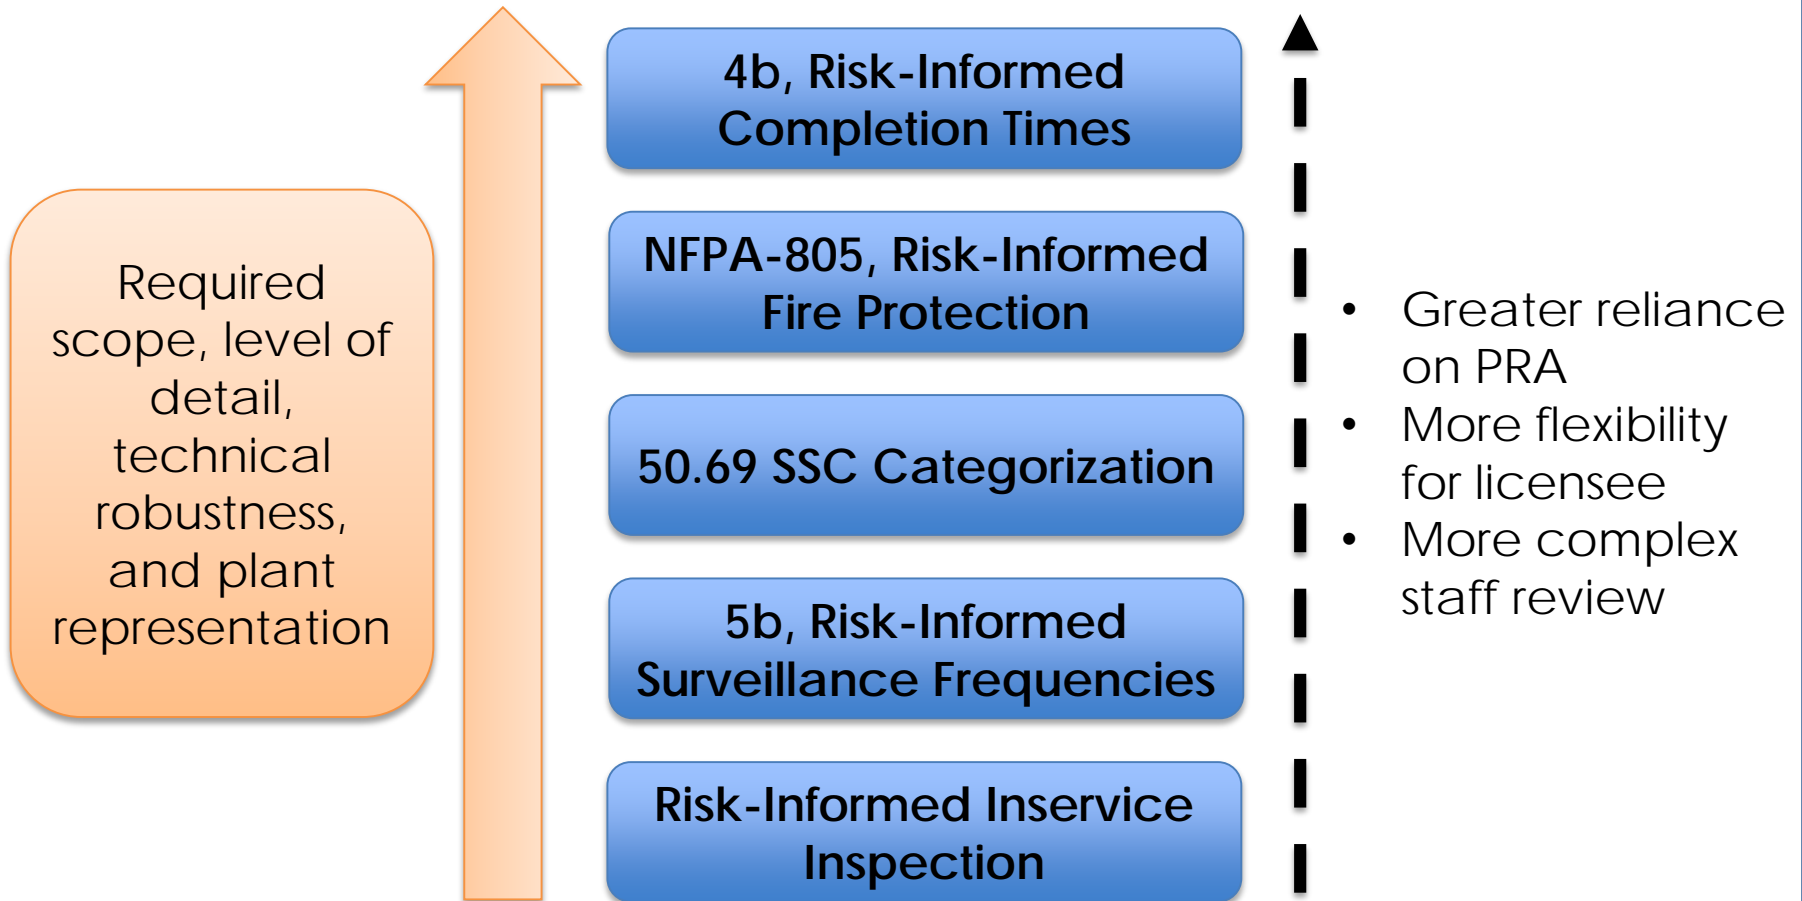 Required
scope, level of
detail,
technical
robustness,
and plant
representation
4b, Risk-Informed
Completion Times
NFPA-805, Risk-Informed
Fire Protection
50.69 SSC Categorization
5b, Risk-Informed
Surveillance Frequencies
Risk-Informed Inservice
Inspection
• Greater reliance
on PRA
• More flexibility
for licensee
• More complex
staff review